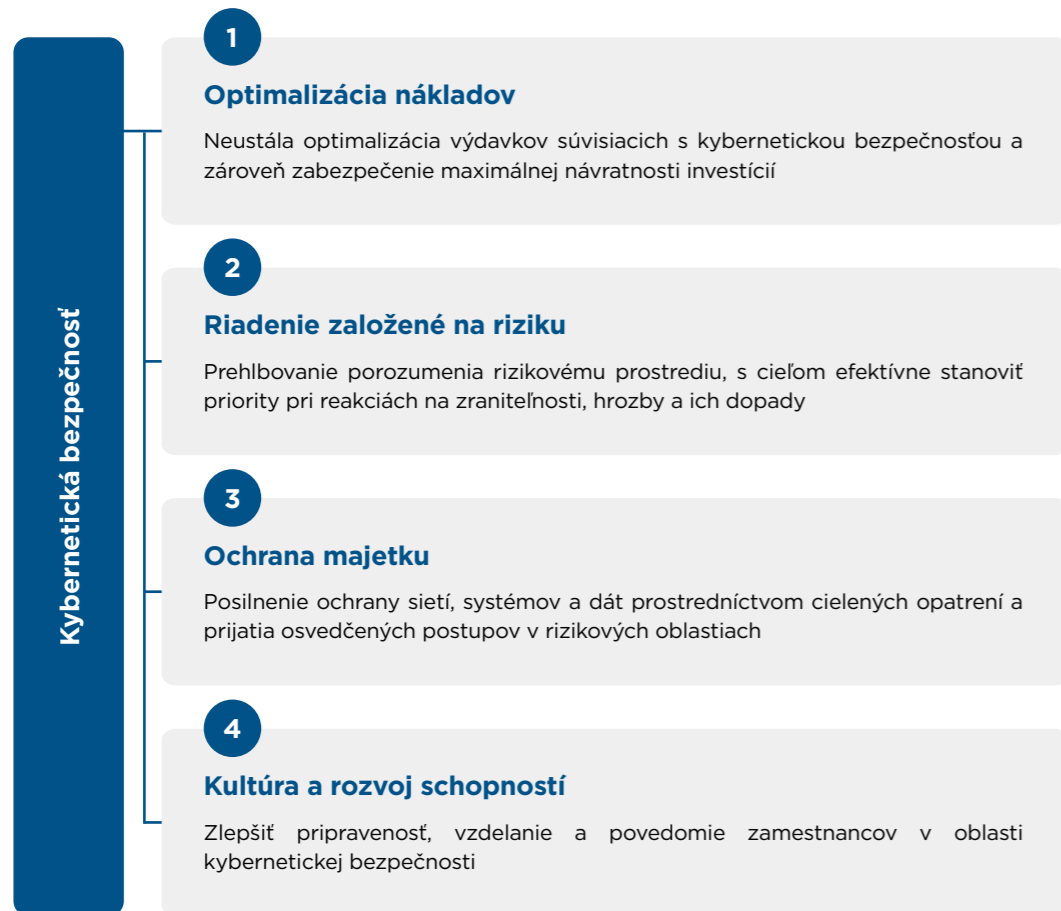 Kybernetická bezpečnosť
1
Optimalizácia nákladov
Neustála optimalizácia výdavkov súvisiacich s kybernetickou bezpečnosťou a
zároveň zabezpečenie maximálnej návratnosti investícií
2
Riadenie založené na riziku
Prehlbovanie porozumenia rizikovému prostrediu, s cieľom efektívne stanoviť
priority pri reakciách na zraniteľnosti, hrozby a ich dopady
3
Ochrana majetku
Posilnenie ochrany sietí, systémov a dát prostredníctvom cielených opatrení a
prijatia osvedčených postupov v rizikových oblastiach
4
Kultúra a rozvoj schopností
Zlepšiť pripravenosť, vzdelanie a povedomie zamestnancov v oblasti
kybernetickej bezpečnosti